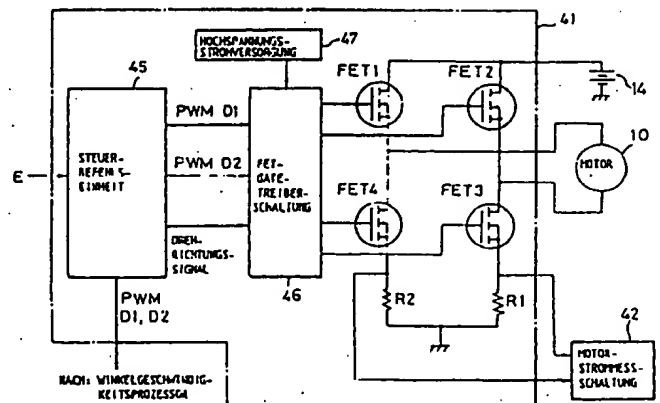 HOCHSPANNUNGS-
STROMVERSORGUNG
47
41
45
FET1
FET2
14
PWM D1
STEUER-
BEFEHLS-
EINHEIT
E
PWM D2
FET-
GATE-
TREIBER-
SCHALTUNG
10
MOTOR
FET4
FET3
DREH-
RICHTUNGS-
SIGNAL
46
PWM
D1, D2
R2
R1
42
MOTOR-
STROMMESS-
SCHALTUNG
NACH: WINKELGESCHWINDIG-
KEITSPROZESSOR